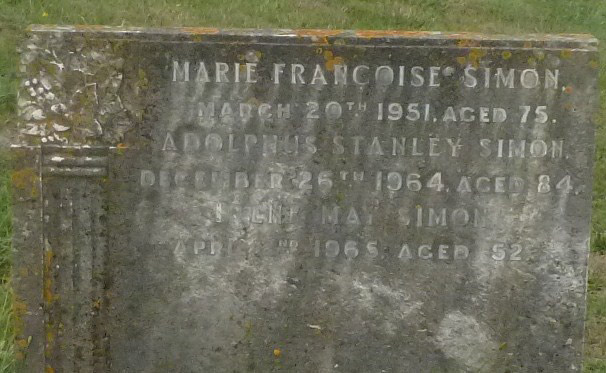 MARIE FRANÇOISE SIMON.
MARCH 20TH 1951. AGED 75.
ADOLPHUS STANLEY SIMON.
DECEMBER 26TH 1964. AGED 84.
MAY SIMON
APRIL 1965 AGED 52.